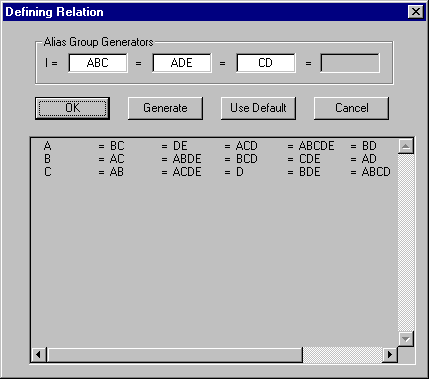 Defining Relation
Alias Group Generators
I = ABC = ADE = CD =
OK Generate Use Default Cancel
A = BC = DE = ACD = ABCDE = BD
B = AC = ABDE = BCD = CDE = AD
C = AB = ACDE = D = BDE = ABCD